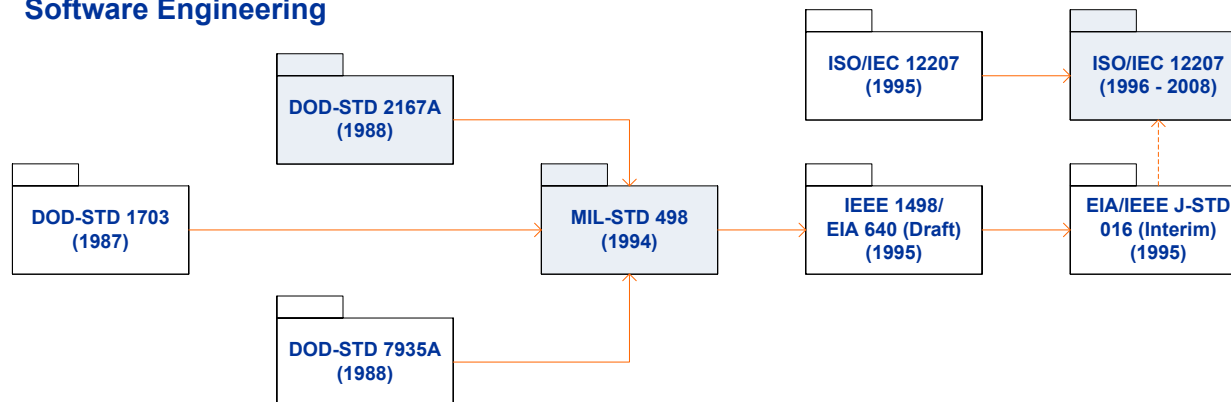 Software Engineering
ISO/IEC 12207
(1995)
ISO/IEC 12207
(1996 - 2008)
DOD-STD 2167A
(1988)
DOD-STD 1703
(1987)
MIL-STD 498
(1994)
IEEE 1498/
EIA 640 (Draft)
(1995)
EIA/IEEE J-STD
016 (Interim)
(1995)
DOD-STD 7935A
(1988)